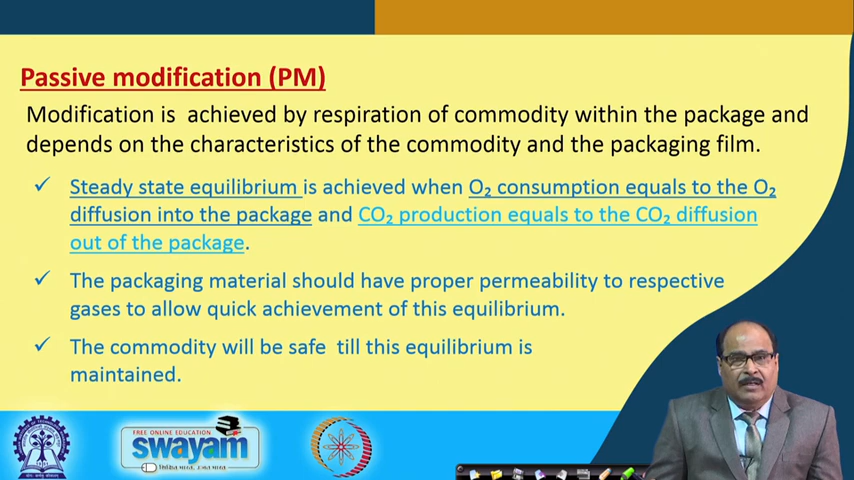 Passive modification (PM)
Modification is achieved by respiration of commodity within the package and
depends on the characteristics of the commodity and the packaging film.
✓ Steady state equilibrium is achieved when O₂ consumption equals to the O₂
diffusion into the package and CO₂ production equals to the CO₂ diffusion
out of the package.
✓ The packaging material should have proper permeability to respective
gases to allow quick achievement of this equilibrium.
✓ The commodity will be safe till this equilibrium is
maintained.
FREE ONLINE EDUCATION
swayam